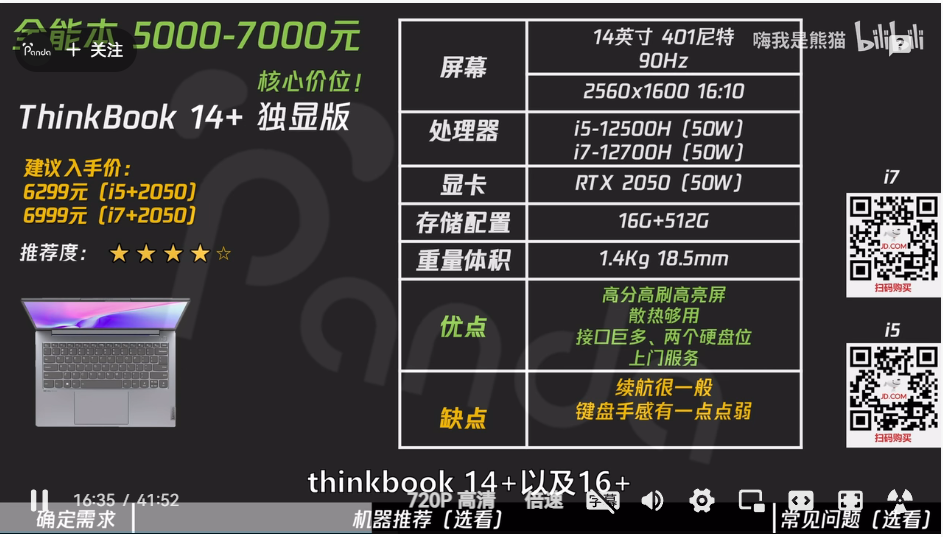 全能本 5000-7000元
Panda
+ 关注
核心价位!
ThinkBook 14+ 独显版
建议入手价:
6299元 (i5+2050)
6999元 (i7+2050)
推荐度: ★★★★☆
屏幕
14英寸 401尼特
90Hz
2560x1600 16:10
处理器
i5-12500H (50W)
i7-12700H (50W)
显卡
RTX 2050 (50W)
存储配置
16G+512G
重量体积
1.4Kg 18.5mm
优点
高分高刷高亮屏
散热够用
接口巨多、两个硬盘位
上门服务
缺点
续航很一般
键盘手感有一点点弱
嗨我是熊猫
bilibili
?
i7
JD.COM
扫码购买
i5
JD.COM
扫码购买
Panda
thinkbook 14+以及16+
16:35 / 41:52
720P 高清
倍速
字幕
确定需求
机器推荐 (选看)
常见问题 (选看)